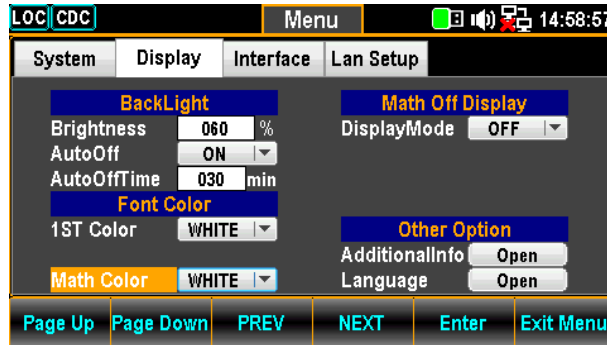 LOC CDC Menu 14:58:57
System Display Interface Lan Setup
BackLight
Brightness 060 %
AutoOff ON
AutoOffTime 030 min
Font Color
1ST Color WHITE
Math Color WHITE
Math Off Display
DisplayMode OFF
Other Option
AdditionalInfo Open
Language Open
Page Up Page Down PREV NEXT Enter Exit Menu